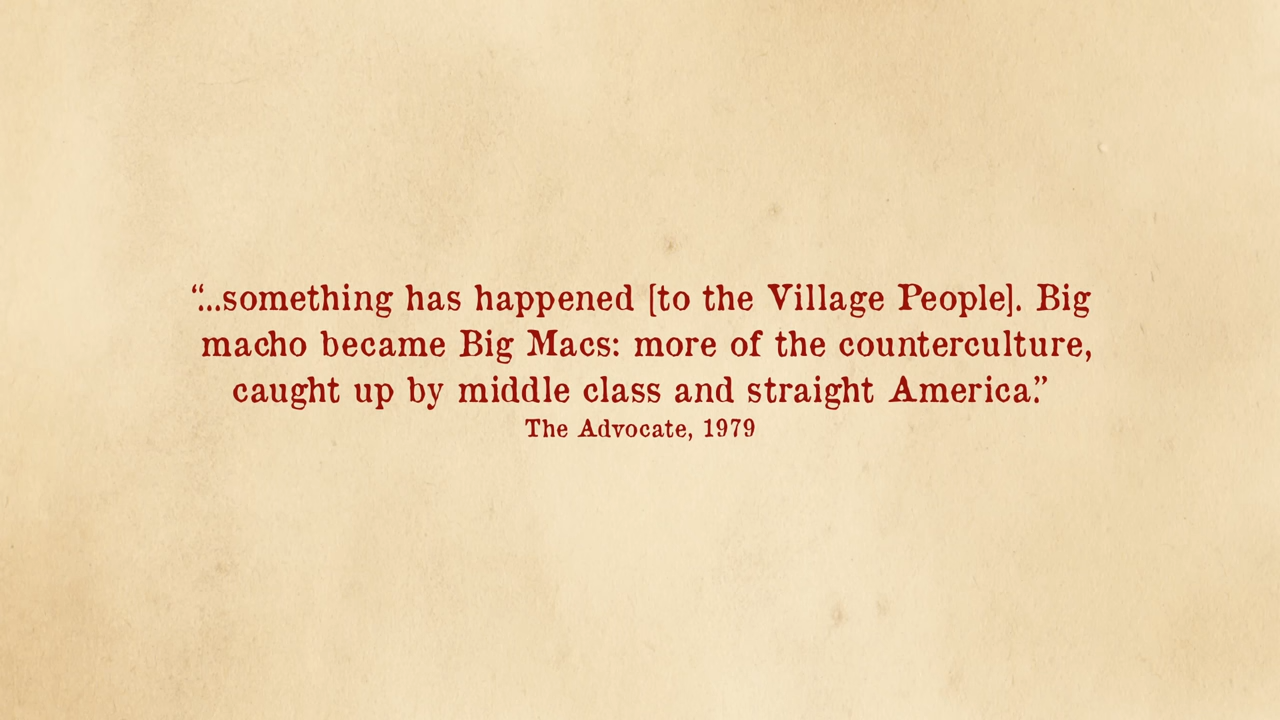 “...something has happened [to the Village People]. Big
macho became Big Macs: more of the counterculture,
caught up by middle class and straight America.”
The Advocate, 1979